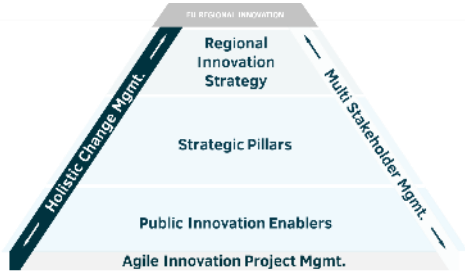 EU REGIONAL INNOVATION
Regional
Innovation
Strategy
Holistic Change Mgmt.
Multi Stakeholder Mgmt.
Strategic Pillars
Public Innovation Enablers
Agile Innovation Project Mgmt.